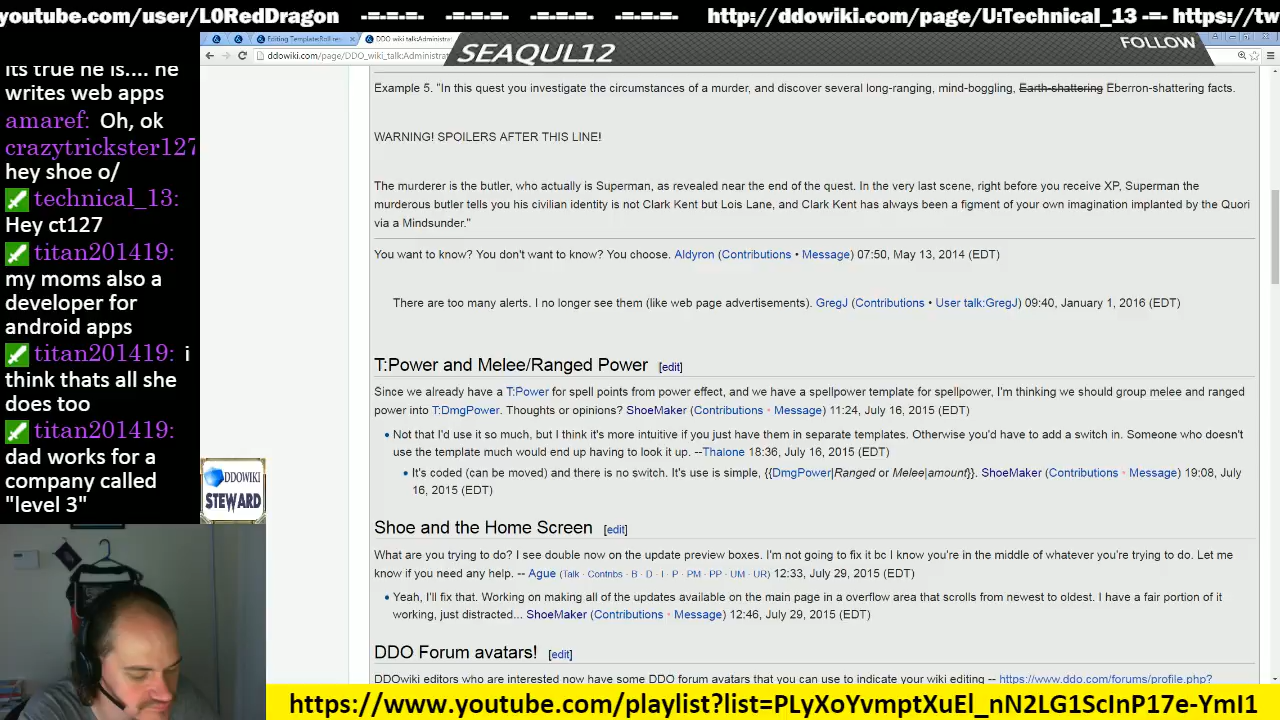 youtube.com/user/L0RedDragon -=-=-=- -=-=-=- -=-=-=- -=-=-=- http://ddowiki.com/page/U:Technical_13 -=- https://tw
Editing Template:Roll
DDO wiki talk:Administra
ddowiki.com/page/DDO_wiki_talk:Administra
SEAQUL12
FOLLOW
its true he is.... he
writes web apps
amaref: Oh, ok
crazytrickster127
hey shoe o/
technical_13:
Hey ct127
titan201419:
my moms also a
developer for
android apps
titan201419: i
think thats all she
does too
titan201419:
dad works for a
company called
"level 3"
Example 5. "In this quest you investigate the circumstances of a murder, and discover several long-ranging, mind-boggling, Earth-shattering Eberron-shattering facts.
WARNING! SPOILERS AFTER THIS LINE!
The murderer is the butler, who actually is Superman, as revealed near the end of the quest. In the very last scene, right before you receive XP, Superman the
murderous butler tells you his civilian identity is not Clark Kent but Lois Lane, and Clark Kent has always been a figment of your own imagination implanted by the Quori
via a Mindsunder."
You want to know? You don't want to know? You choose. Aldyron (Contributions • Message) 07:50, May 13, 2014 (EDT)
There are too many alerts. I no longer see them (like web page advertisements). GregJ (Contributions • User talk:GregJ) 09:40, January 1, 2016 (EDT)
T:Power and Melee/Ranged Power [edit]
Since we already have a T:Power for spell points from power effect, and we have a spellpower template for spellpower, I'm thinking we should group melee and ranged
power into T:DmgPower. Thoughts or opinions? ShoeMaker (Contributions • Message) 11:24, July 16, 2015 (EDT)
• Not that I'd use it so much, but I think it's more intuitive if you just have them in separate templates. Otherwise you'd have to add a switch in. Someone who doesn't
use the template much would end up having to look it up. --Thalone 18:36, July 16, 2015 (EDT)
• It's coded (can be moved) and there is no switch. It's use is simple, {{DmgPower|Ranged or Melee|amount}}. ShoeMaker (Contributions • Message) 19:08, July
16, 2015 (EDT)
Shoe and the Home Screen [edit]
What are you trying to do? I see double now on the update preview boxes. I'm not going to fix it bc I know you're in the middle of whatever you're trying to do. Let me
know if you need any help. -- Ague (Talk · Contribs · B · D · I · P · PM · PP · UM · UR) 12:33, July 29, 2015 (EDT)
• Yeah, I'll fix that. Working on making all of the updates available on the main page in a overflow area that scrolls from newest to oldest. I have a fair portion of it
working, just distracted... ShoeMaker (Contributions • Message) 12:46, July 29, 2015 (EDT)
DDO Forum avatars! [edit]
DDOwiki editors who are interested now have some DDO forum avatars that you can use to indicate your wiki editing -- https://www.ddo.com/forums/profile.php?
DDOWIKI
STEWARD
https://www.youtube.com/playlist?list=PLyXoYvmptXuEl_nN2LG1ScInP17e-YmI1